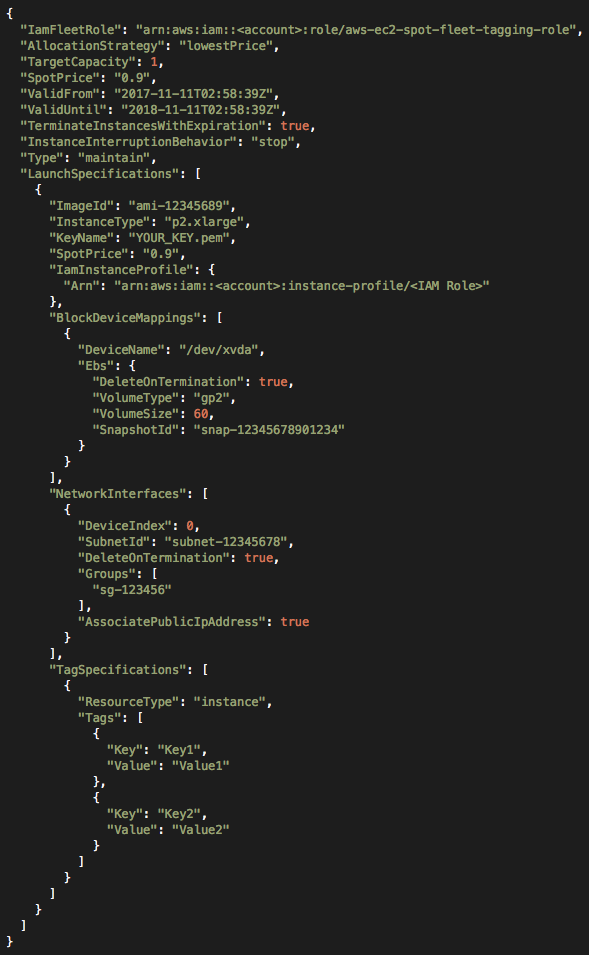 {
  "IamFleetRole": "arn:aws:iam::<account>:role/aws-ec2-spot-fleet-tagging-role",
  "AllocationStrategy": "lowestPrice",
  "TargetCapacity": 1,
  "SpotPrice": "0.9",
  "ValidFrom": "2017-11-11T02:58:39Z",
  "ValidUntil": "2018-11-11T02:58:39Z",
  "TerminateInstancesWithExpiration": true,
  "InstanceInterruptionBehavior": "stop",
  "Type": "maintain",
  "LaunchSpecifications": [
    {
      "ImageId": "ami-12345689",
      "InstanceType": "p2.xlarge",
      "KeyName": "YOUR_KEY.pem",
      "SpotPrice": "0.9",
      "IamInstanceProfile": {
        "Arn": "arn:aws:iam::<account>:instance-profile/<IAM Role>"
      },
      "BlockDeviceMappings": [
        {
          "DeviceName": "/dev/xvda",
          "Ebs": {
            "DeleteOnTermination": true,
            "VolumeType": "gp2",
            "VolumeSize": 60,
            "SnapshotId": "snap-12345678901234"
          }
        }
      ],
      "NetworkInterfaces": [
        {
          "DeviceIndex": 0,
          "SubnetId": "subnet-12345678",
          "DeleteOnTermination": true,
          "Groups": [
            "sg-123456"
          ],
          "AssociatePublicIpAddress": true
        }
      ],
      "TagSpecifications": [
        {
          "ResourceType": "instance",
          "Tags": [
            {
              "Key": "Key1",
              "Value": "Value1"
            },
            {
              "Key": "Key2",
              "Value": "Value2"
            }
          ]
        }
      ]
    }
  ]
}